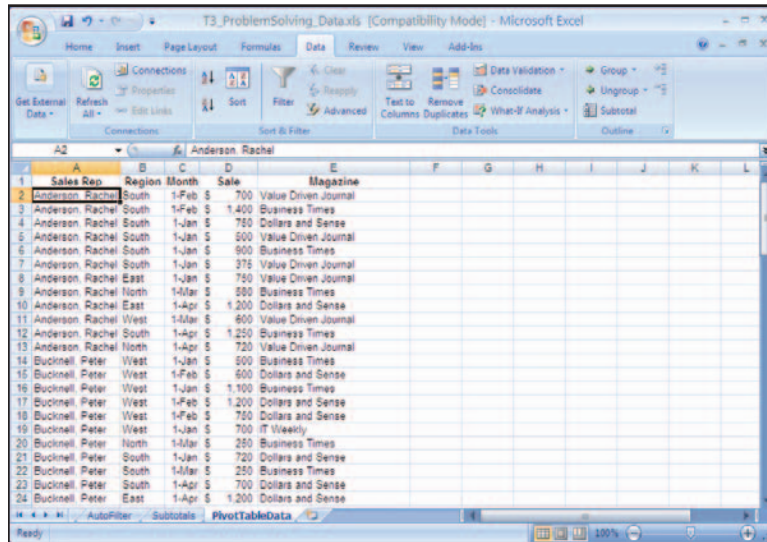 T3_ProblemSolving_Data.xls [Compatibility Mode] - Microsoft Excel
Home Insert Page Layout Formulas Data Review View Add-Ins
Get External Data
Refresh All
Connections
Properties
Edit Links
Connections
Sort
Filter
Clear
Reapply
Advanced
Sort & Filter
Text to Columns
Remove Duplicates
Data Validation
Consolidate
What-If Analysis
Data Tools
Group
Ungroup
Subtotal
Outline
A2 fx Anderson, Rachel
A B C D E F G H I J K L
1 Sales Rep Region Month Sale Magazine
2 Anderson, Rachel South 1-Feb $ 700 Value Driven Journal
3 Anderson, Rachel South 1-Feb $ 1,400 Business Times
4 Anderson, Rachel South 1-Jan $ 750 Dollars and Sense
5 Anderson, Rachel South 1-Jan $ 500 Value Driven Journal
6 Anderson, Rachel South 1-Jan $ 900 Business Times
7 Anderson, Rachel South 1-Jan $ 375 Value Driven Journal
8 Anderson, Rachel East 1-Jan $ 750 Value Driven Journal
9 Anderson, Rachel North 1-Mar $ 580 Business Times
10 Anderson, Rachel East 1-Apr $ 1,200 Dollars and Sense
11 Anderson, Rachel West 1-Mar $ 600 Value Driven Journal
12 Anderson, Rachel South 1-Apr $ 1,250 Business Times
13 Anderson, Rachel North 1-Apr $ 720 Value Driven Journal
14 Bucknell, Peter West 1-Jan $ 500 Business Times
15 Bucknell, Peter West 1-Feb $ 600 Dollars and Sense
16 Bucknell, Peter West 1-Jan $ 1,100 Business Times
17 Bucknell, Peter West 1-Feb $ 1,200 Dollars and Sense
18 Bucknell, Peter West 1-Feb $ 750 Dollars and Sense
19 Bucknell, Peter West 1-Jan $ 700 IT Weekly
20 Bucknell, Peter North 1-Mar $ 250 Business Times
21 Bucknell, Peter South 1-Jan $ 720 Dollars and Sense
22 Bucknell, Peter South 1-Mar $ 250 Business Times
23 Bucknell, Peter South 1-Apr $ 700 Dollars and Sense
24 Bucknell, Peter East 1-Apr $ 1,200 Dollars and Sense
AutoFilter Subtotals PivotTableData
Ready 100%